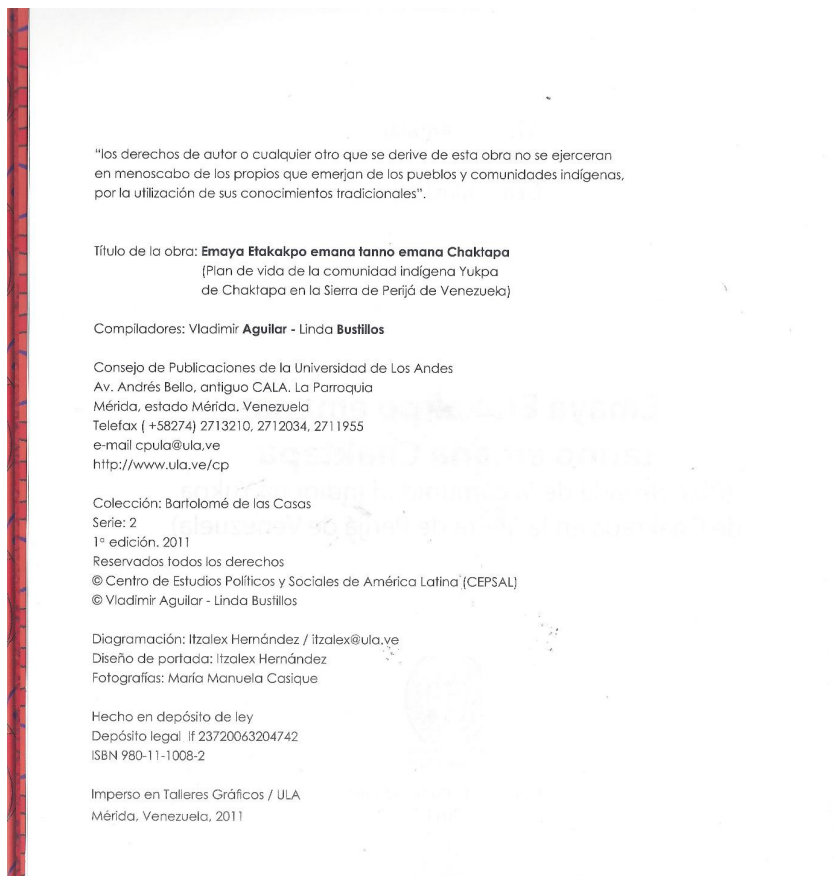 "los derechos de autor o cualquier otro que se derive de esta obra no se ejerceran
en menoscabo de los propios que emerjan de los pueblos y comunidades indígenas,
por la utilización de sus conocimientos tradicionales".
Título de la obra: Emaya Etakakpo emana tanno emana Chaktapa
(Plan de vida de la comunidad indígena Yukpa
de Chaktapa en la Sierra de Perijá de Venezuela)
Compiladores: Vladimir Aguilar - Linda Bustillos
Consejo de Publicaciones de la Universidad de Los Andes
Av. Andrés Bello, antiguo CALA. La Parroquia
Mérida, estado Mérida. Venezuela
Telefax ( +58274) 2713210, 2712034, 2711955
e-mail cpula@ula,ve
http://www.ula.ve/cp
Colección: Bartolomé de las Casas
Serie: 2
1º edición. 2011
Reservados todos los derechos
© Centro de Estudios Políticos y Sociales de América Latina (CEPSAL)
© Vladimir Aguilar - Linda Bustillos
Diagramación: Itzalex Hernández / itzalex@ula.ve
Diseño de portada: Itzalex Hernández
Fotografías: María Manuela Casique
Hecho en depósito de ley
Depósito legal lf 23720063204742
ISBN 980-11-1008-2
Imperso en Talleres Gráficos / ULA
Mérida, Venezuela, 2011